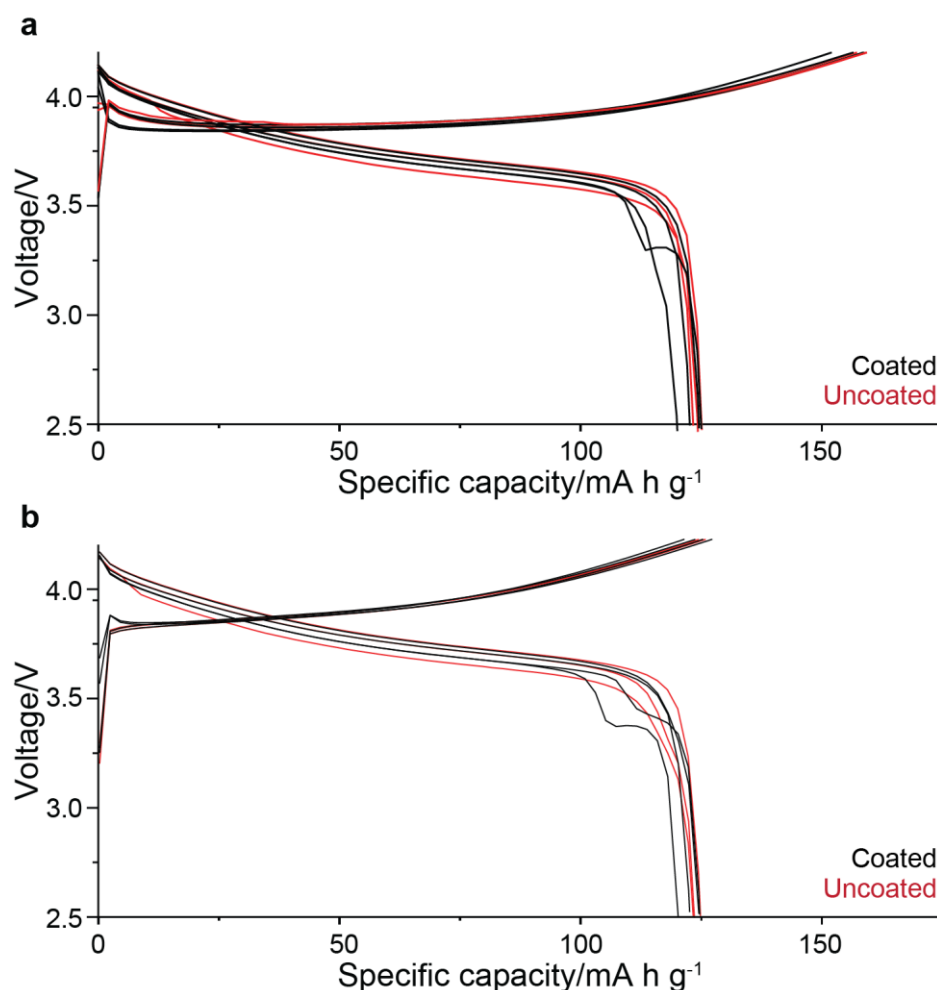 a
4.0
3.5
3.0
2.5
Voltage/V
0
50
100
150
Specific capacity/mA h g⁻¹
Coated
Uncoated
b
4.0
3.5
3.0
2.5
Voltage/V
0
50
100
150
Specific capacity/mA h g⁻¹
Coated
Uncoated